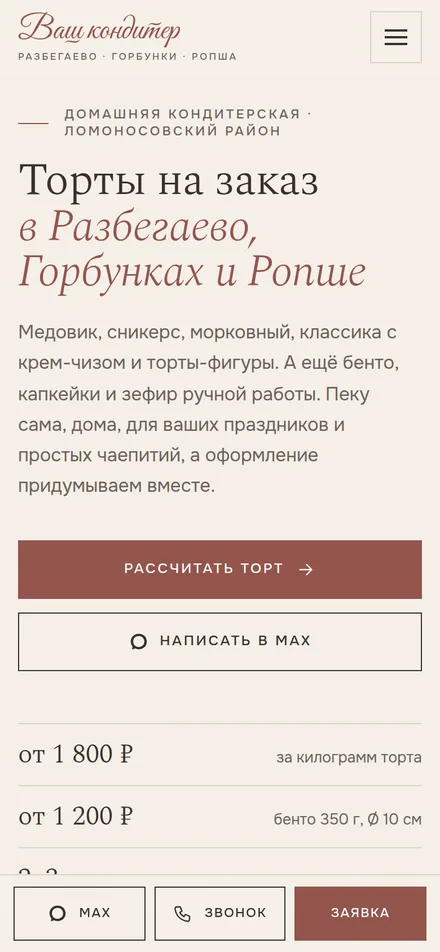 Ваш кондитер
РАЗБЕГАЕВО · ГОРБУНКИ · РОПША
ДОМАШНЯЯ КОНДИТЕРСКАЯ ·
ЛОМОНОСОВСКИЙ РАЙОН
Торты на заказ
в Разбегаево,
Горбунках и Ропше
Медовик, сникерс, морковный, классика с
крем-чизом и торты-фигуры. А ещё бенто,
капкейки и зефир ручной работы. Пеку
сама, дома, для ваших праздников и
простых чаепитий, а оформление
придумываем вместе.
РАССЧИТАТЬ ТОРТ →
НАПИСАТЬ В MAX
от 1 800 ₽ за килограмм торта
от 1 200 ₽ бенто 350 г, Ø 10 см
MAX ЗВОНОК ЗАЯВКА